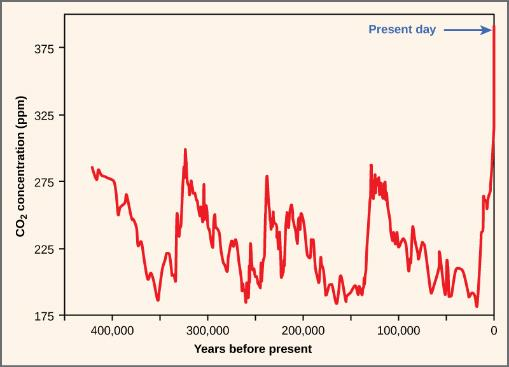 Present day
375
325
275
225
175
CO2 concentration (ppm)
400,000 300,000 200,000 100,000 0
Years before present